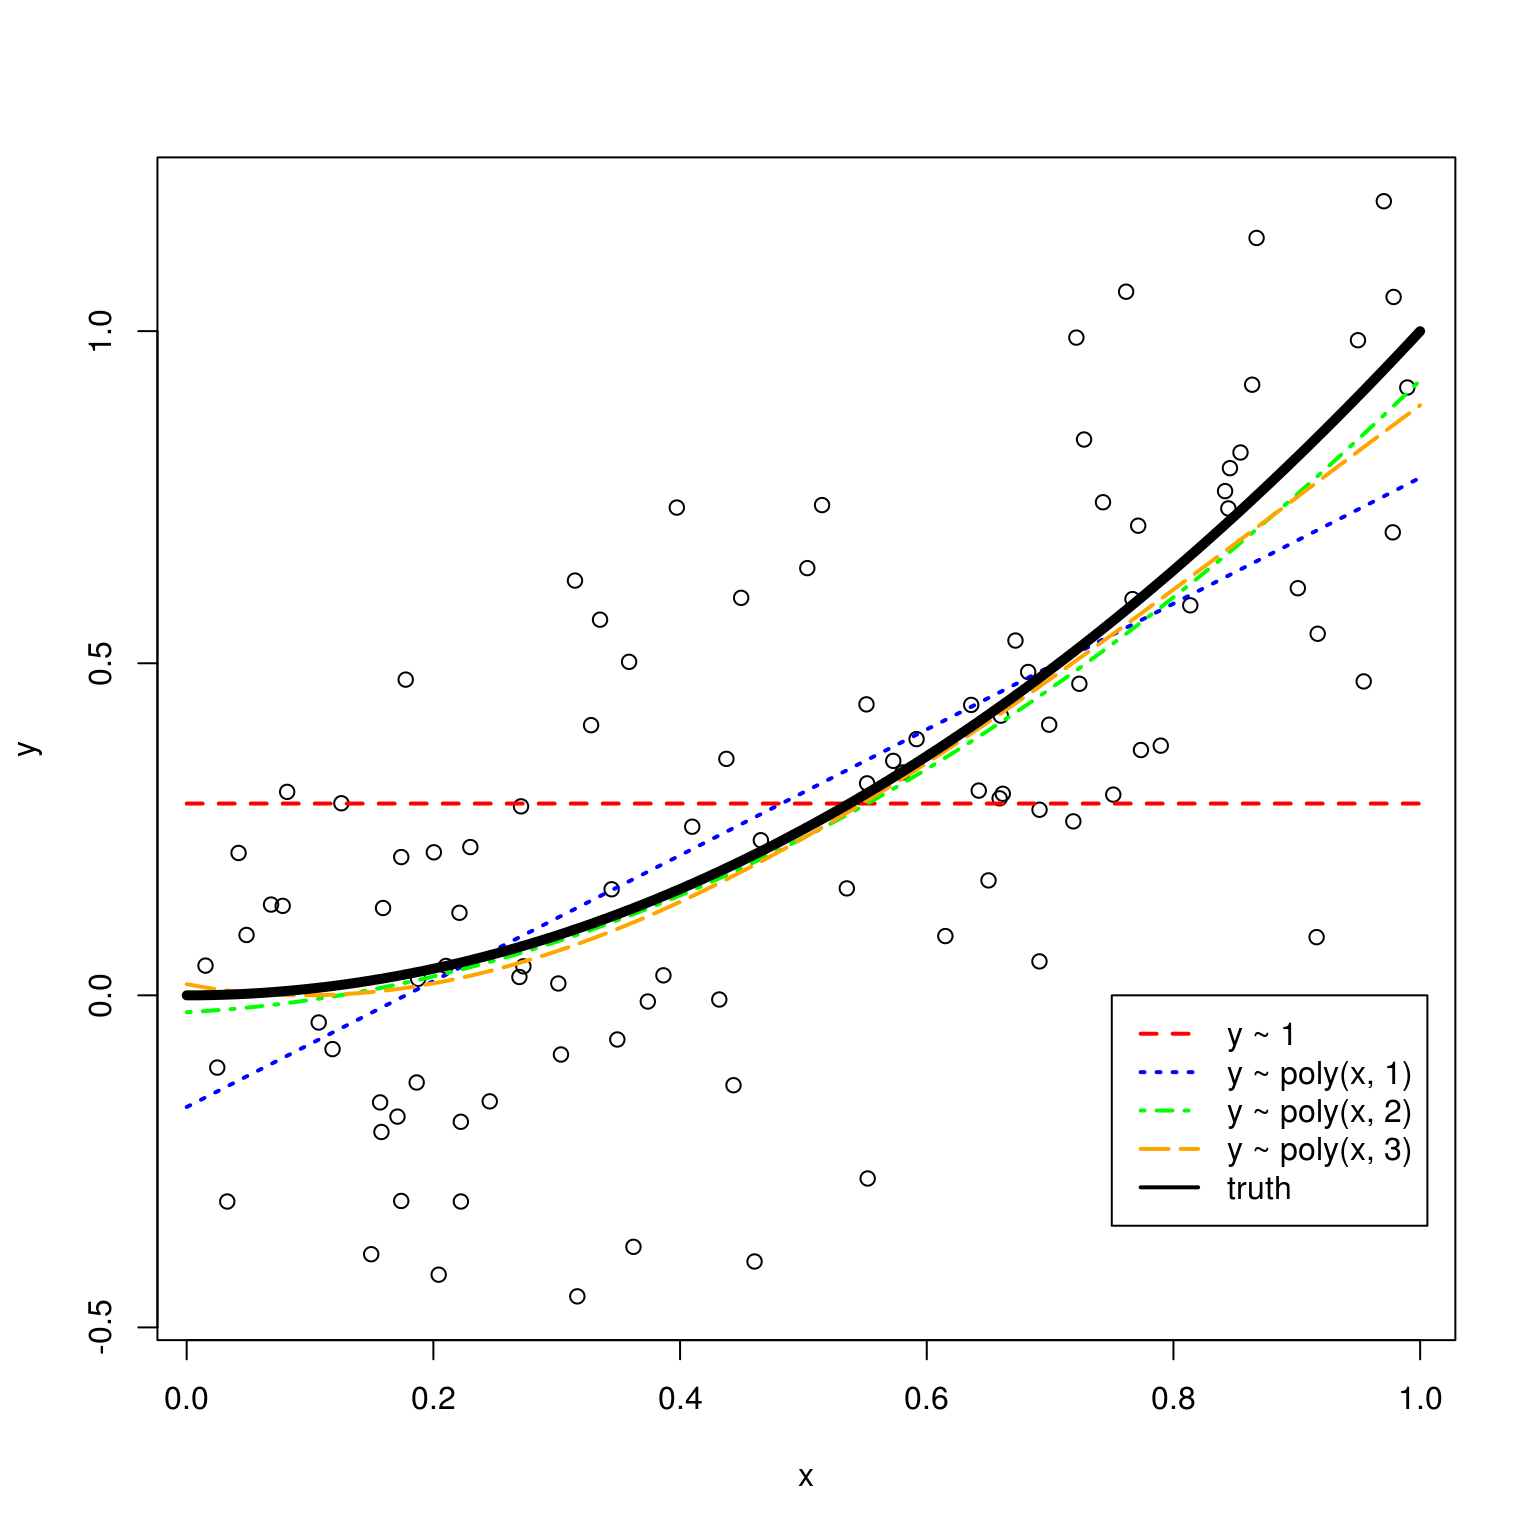 y
1.0
0.5
0.0
-0.5
0.0 0.2 0.4 0.6 0.8 1.0
x
y ~ 1
y ~ poly(x, 1)
y ~ poly(x, 2)
y ~ poly(x, 3)
truth